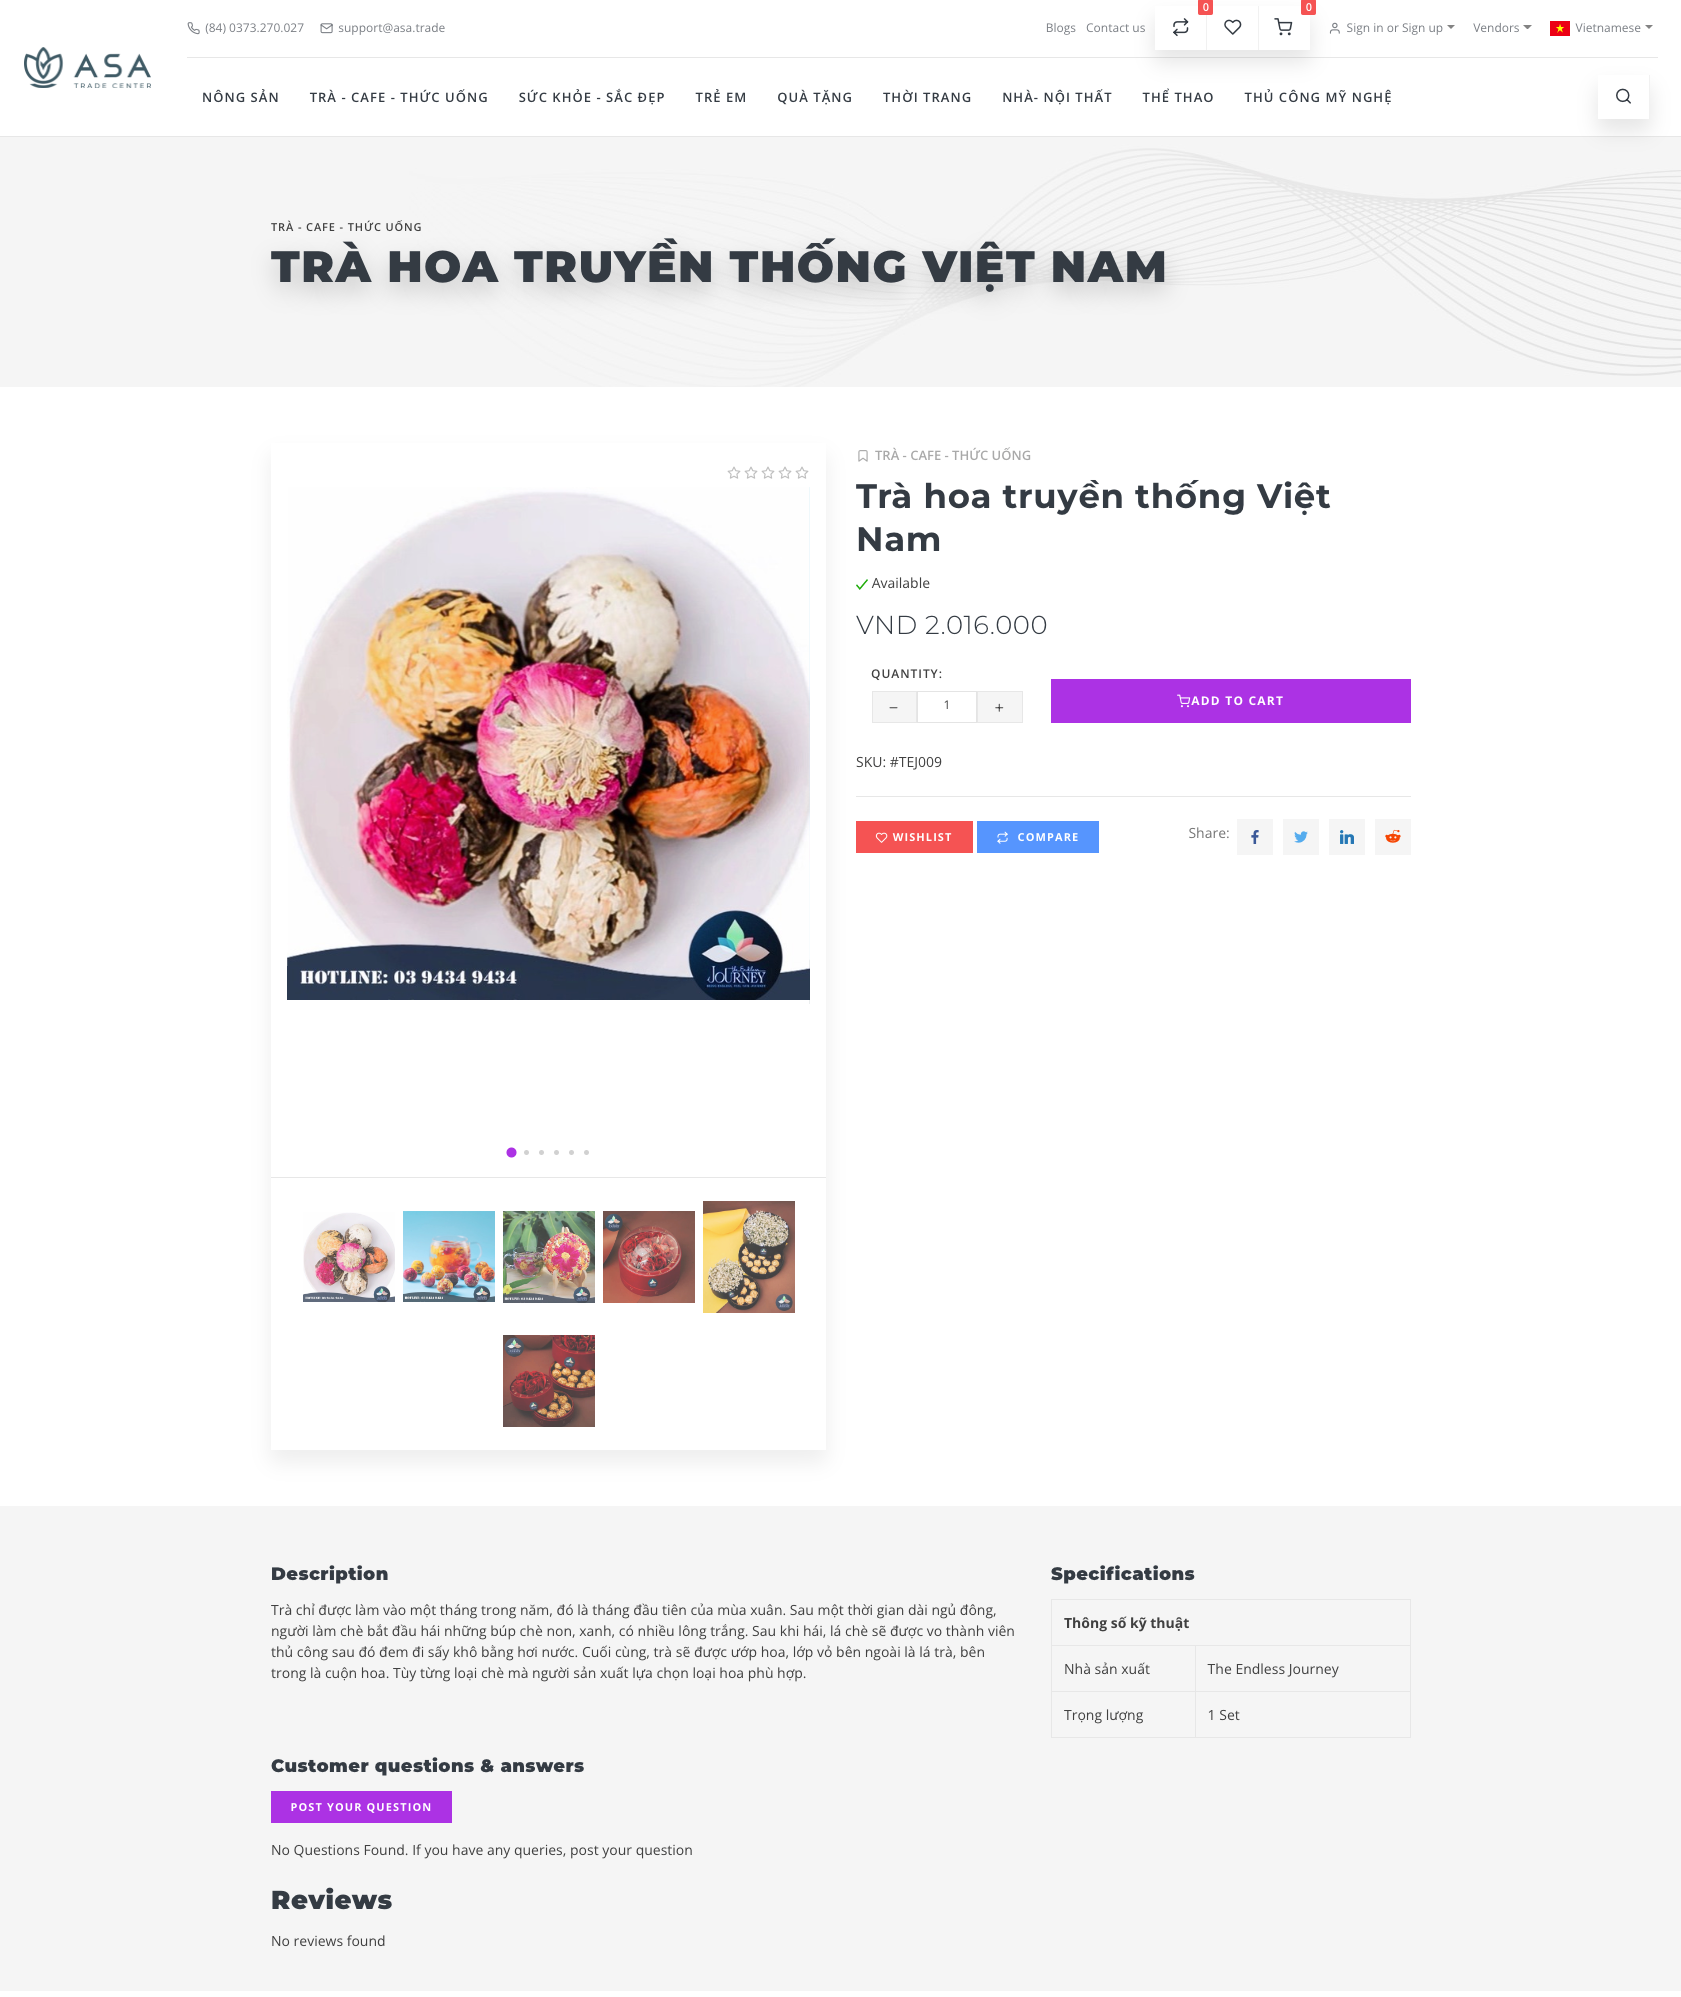 (84) 0373.270.027 support@asa.trade
Blogs Contact us 0 0 Sign in or Sign up Vendors Vietnamese
ASA
TRADE CENTER
NÔNG SẢN TRÀ - CAFE - THỨC UỐNG SỨC KHỎE - SẮC ĐẸP TRẺ EM QUÀ TẶNG THỜI TRANG NHÀ- NỘI THẤT THỂ THAO THỦ CÔNG MỸ NGHỆ
TRÀ - CAFE - THỨC UỐNG
TRÀ HOA TRUYỀN THỐNG VIỆT NAM
HOTLINE: 03 9434 9434
the Endless
JOURNEY
TRÀ - CAFE - THỨC UỐNG
Trà hoa truyền thống Việt
Nam
Available
VND 2.016.000
QUANTITY:
− 1 +
ADD TO CART
SKU: #TEJ009
WISHLIST COMPARE Share:
Description
Trà chỉ được làm vào một tháng trong năm, đó là tháng đầu tiên của mùa xuân. Sau một thời gian dài ngủ đông,
người làm chè bắt đầu hái những búp chè non, xanh, có nhiều lông trắng. Sau khi hái, lá chè sẽ được vo thành viên
thủ công sau đó đem đi sấy khô bằng hơi nước. Cuối cùng, trà sẽ được ướp hoa, lớp vỏ bên ngoài là lá trà, bên
trong là cuộn hoa. Tùy từng loại chè mà người sản xuất lựa chọn loại hoa phù hợp.
Specifications
Thông số kỹ thuật
Nhà sản xuất The Endless Journey
Trọng lượng 1 Set
Customer questions & answers
POST YOUR QUESTION
No Questions Found. If you have any queries, post your question
Reviews
No reviews found